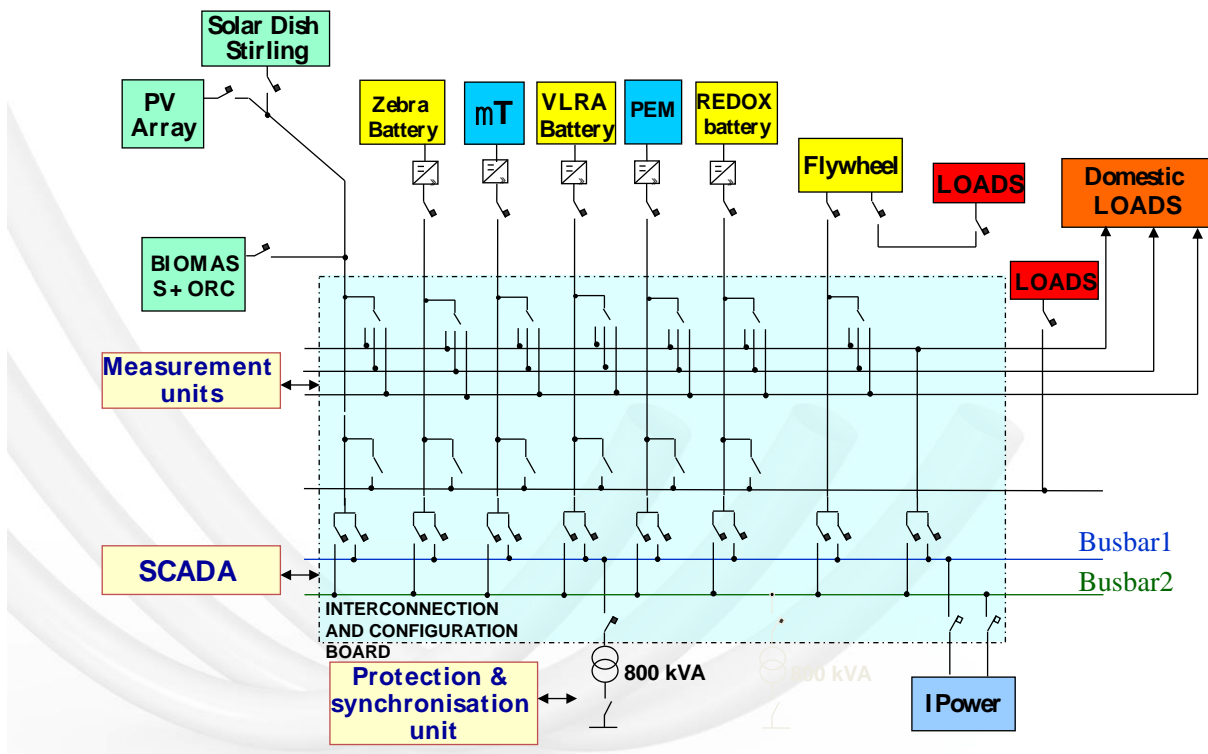 Solar Dish
Stirling
PV
Array
Zebra
Battery
mT
VLRA
Battery
PEM
REDOX
battery
Flywheel
LOADS
Domestic
LOADS
BIOMAS
S+ ORC
LOADS
Measurement
units
SCADA
Busbar1
Busbar2
INTERCONNECTION
AND CONFIGURATION
BOARD
Protection &
synchronisation
unit
800 kVA
800 kVA
I Power